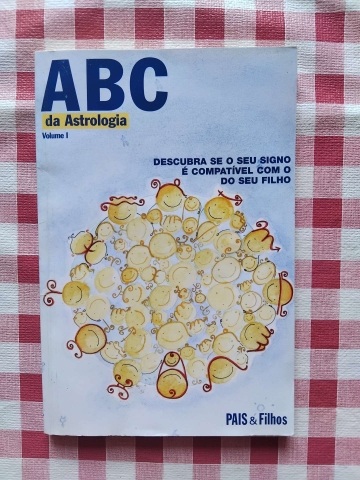 ABC
da Astrologia
Volume I
DESCUBRA SE O SEU SIGNO
É COMPATÍVEL COM O
DO SEU FILHO
PAIS & Filhos